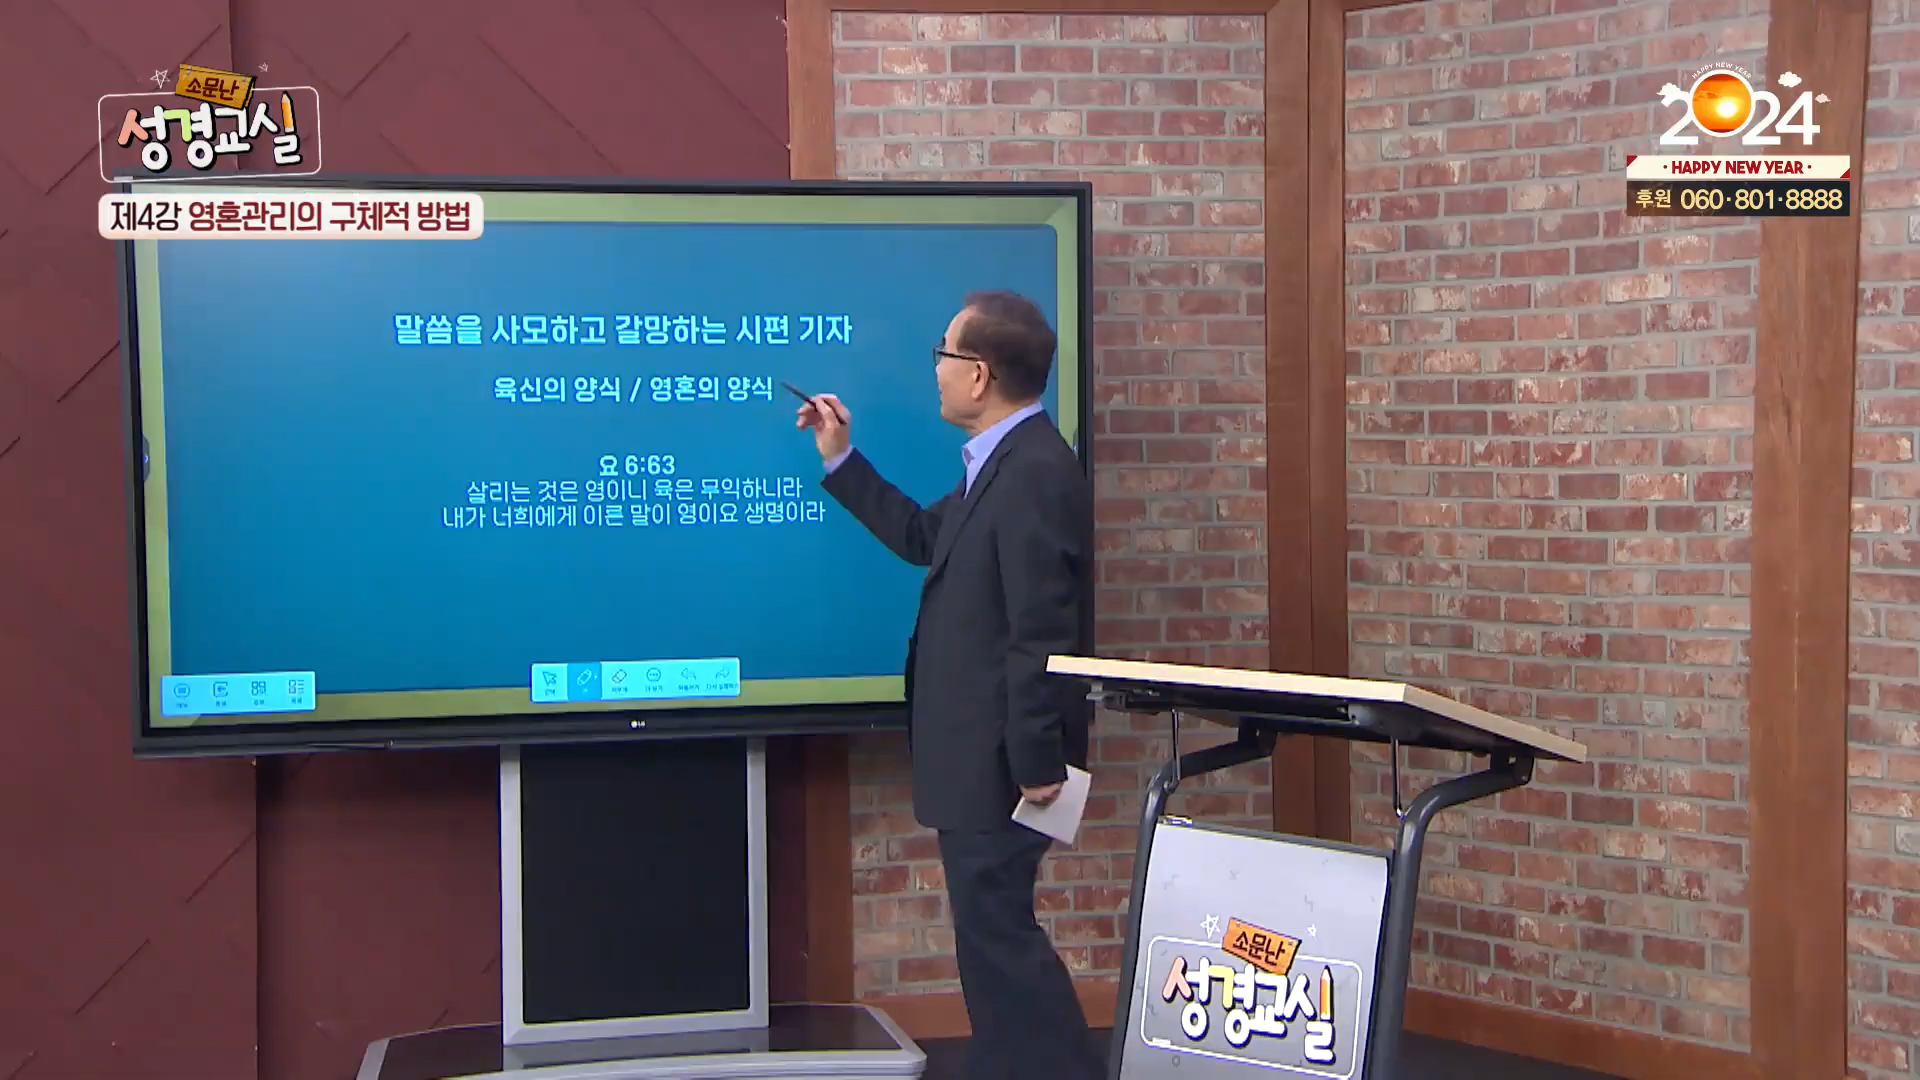 소문난
성경교실
제4강 영혼관리의 구체적 방법
HAPPY NEW YEAR
2024
· HAPPY NEW YEAR ·
후원 060·801·8888
말씀을 사모하고 갈망하는 시편 기자
육신의 양식 / 영혼의 양식
요 6:63
살리는 것은 영이니 육은 무익하니라
내가 너희에게 이른 말이 영이요 생명이라
LG
소문난
성경교실